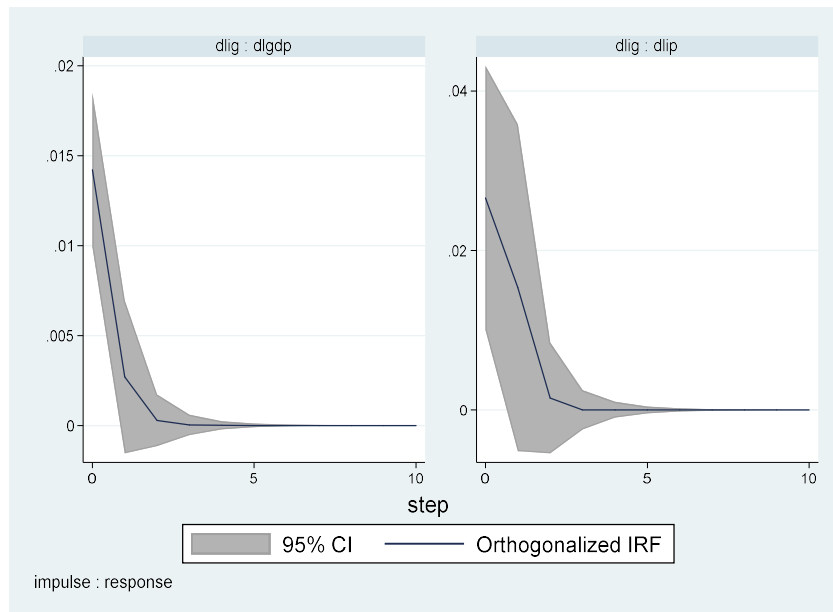 dlig : dlgdp
dlig : dlip
.02
.015
.01
.005
0
.04
.02
0
0
5
10
0
5
10
step
95% CI
Orthogonalized IRF
impulse : response